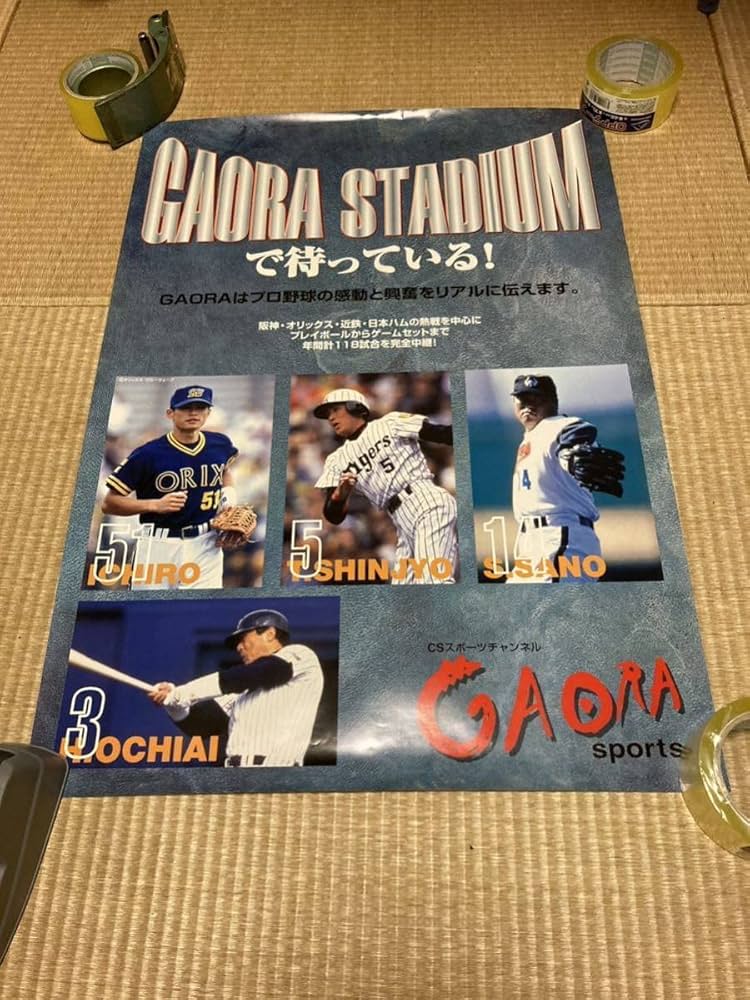 GAORA STADIUM
で待っている!
GAORAはプロ野球の感動と興奮をリアルに伝えます。
阪神・オリックス・近鉄・日本ハムの熱戦を中心に
プレイボールからゲームセットまで
年間計118試合を完全中継!
ORIX
51
51
ICHIRO
Tigers
5
5
T.SHINJYO
14
14
S.SANO
3
H.OCHIAI
CSスポーツチャンネル
GAORA
sports